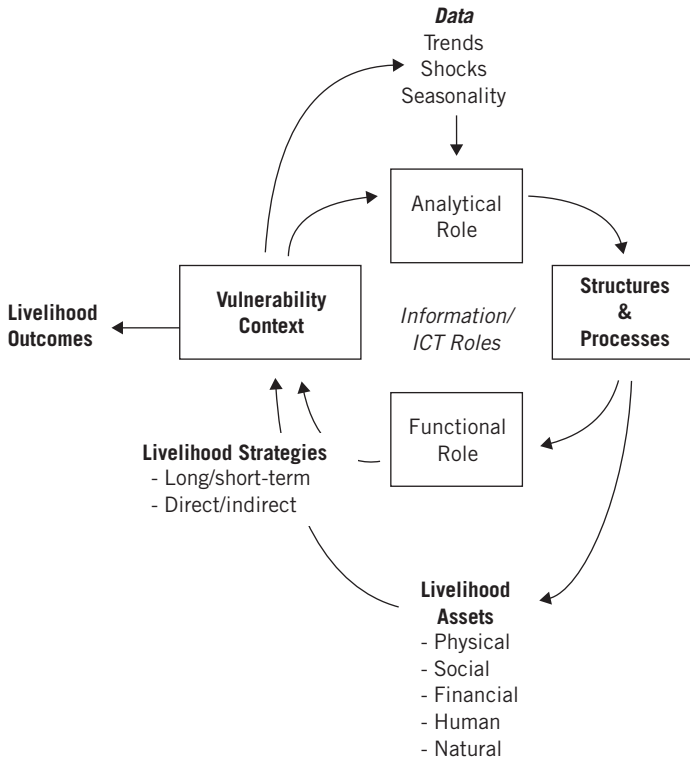 Data
Trends
Shocks
Seasonality
Analytical
Role
Livelihood
Outcomes
Vulnerability
Context
Information/
ICT Roles
Structures
&
Processes
Functional
Role
Livelihood Strategies
- Long/short-term
- Direct/indirect
Livelihood
Assets
- Physical
- Social
- Financial
- Human
- Natural